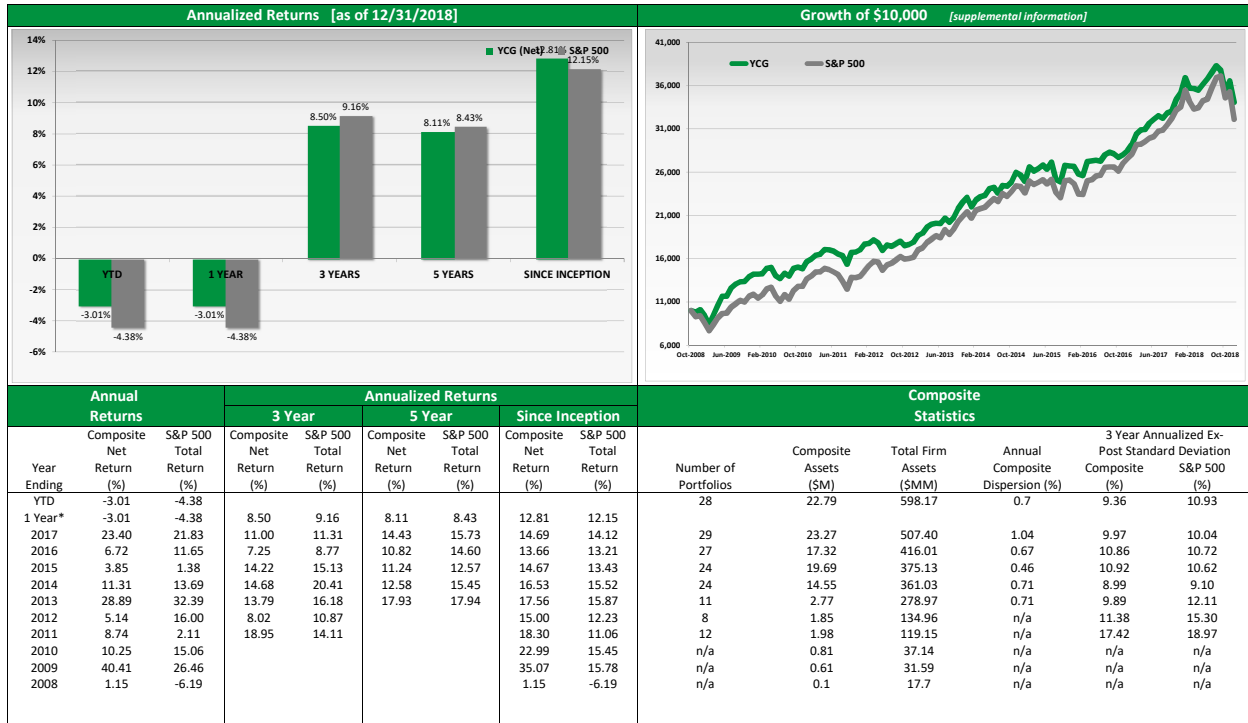 Annualized Returns [as of 12/31/2018]
14%
12%
10%
8%
6%
4%
2%
0%
-2%
-4%
-6%
YCG (Net)
S&P 500
12.81%
12.15%
8.50%
9.16%
8.11%
8.43%
YTD
1 YEAR
3 YEARS
5 YEARS
SINCE INCEPTION
-3.01%
-4.38%
-3.01%
-4.38%
Growth of $10,000 [supplemental information]
41,000
36,000
31,000
26,000
21,000
16,000
11,000
6,000
YCG
S&P 500
Oct-2008 Jun-2009 Feb-2010 Oct-2010 Jun-2011 Feb-2012 Oct-2012 Jun-2013 Feb-2014 Oct-2014 Jun-2015 Feb-2016 Oct-2016 Jun-2017 Feb-2018 Oct-2018
Annual
Returns
Annualized Returns
3 Year 5 Year Since Inception
Composite
Statistics
Year
Ending
Composite
Net
Return
(%)
S&P 500
Total
Return
(%)
Composite
Net
Return
(%)
S&P 500
Total
Return
(%)
Composite
Net
Return
(%)
S&P 500
Total
Return
(%)
Composite
Net
Return
(%)
S&P 500
Total
Return
(%)
Number of
Portfolios
Composite
Assets
($M)
Total Firm
Assets
($MM)
Annual
Composite
Dispersion (%)
3 Year Annualized Ex-
Post Standard Deviation
Composite
(%)
S&P 500
(%)
YTD -3.01 -4.38 28 22.79 598.17 0.7 9.36 10.93
1 Year* -3.01 -4.38 8.50 9.16 8.11 8.43 12.81 12.15
2017 23.40 21.83 11.00 11.31 14.43 15.73 14.69 14.12 29 23.27 507.40 1.04 9.97 10.04
2016 6.72 11.65 7.25 8.77 10.82 14.60 13.66 13.21 27 17.32 416.01 0.67 10.86 10.72
2015 3.85 1.38 14.22 15.13 11.24 12.57 14.67 13.43 24 19.69 375.13 0.46 10.92 10.62
2014 11.31 13.69 14.68 20.41 12.58 15.45 16.53 15.52 24 14.55 361.03 0.71 8.99 9.10
2013 28.89 32.39 13.79 16.18 17.93 17.94 17.56 15.87 11 2.77 278.97 0.71 9.89 12.11
2012 5.14 16.00 8.02 10.87 15.00 12.23 8 1.85 134.96 n/a 11.38 15.30
2011 8.74 2.11 18.95 14.11 18.30 11.06 12 1.98 119.15 n/a 17.42 18.97
2010 10.25 15.06 22.99 15.45 n/a 0.81 37.14 n/a n/a n/a
2009 40.41 26.46 35.07 15.78 n/a 0.61 31.59 n/a n/a n/a
2008 1.15 -6.19 1.15 -6.19 n/a 0.1 17.7 n/a n/a n/a